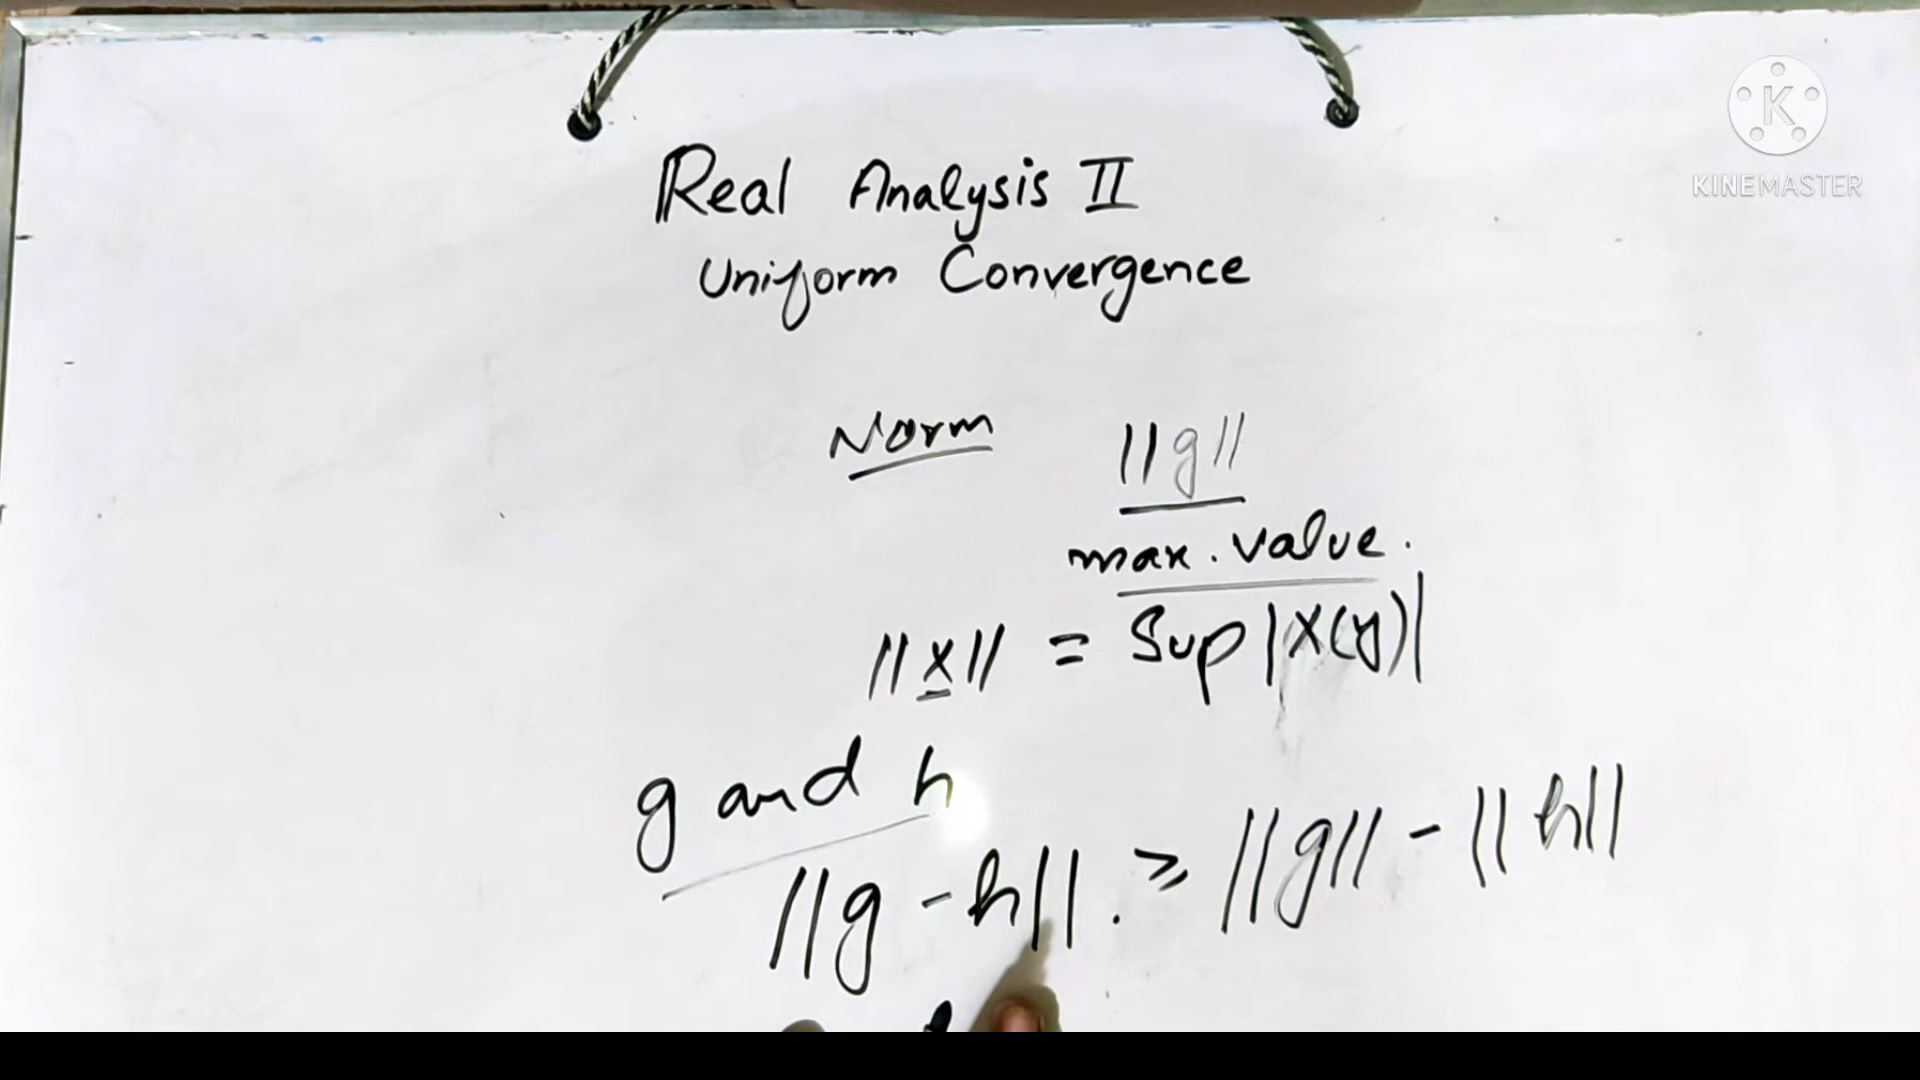 Real Analysis II
Uniform Convergence
K
KINEMASTER
Norm ||g||
max. value.
||x|| = Sup |X(y)|
g and h
||g - h||. ≥ ||g|| - ||h||